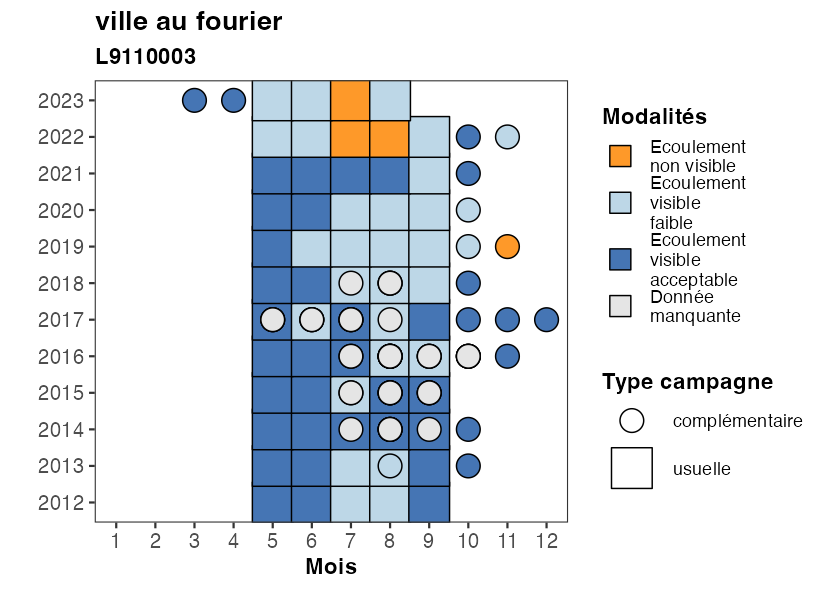 ville au fourier
L9110003
2023
2022
2021
2020
2019
2018
2017
2016
2015
2014
2013
2012
1 2 3 4 5 6 7 8 9 10 11 12
Mois
Modalités
Ecoulement
non visible
Ecoulement
visible
faible
Ecoulement
visible
acceptable
Donnée
manquante
Type campagne
complémentaire
usuelle